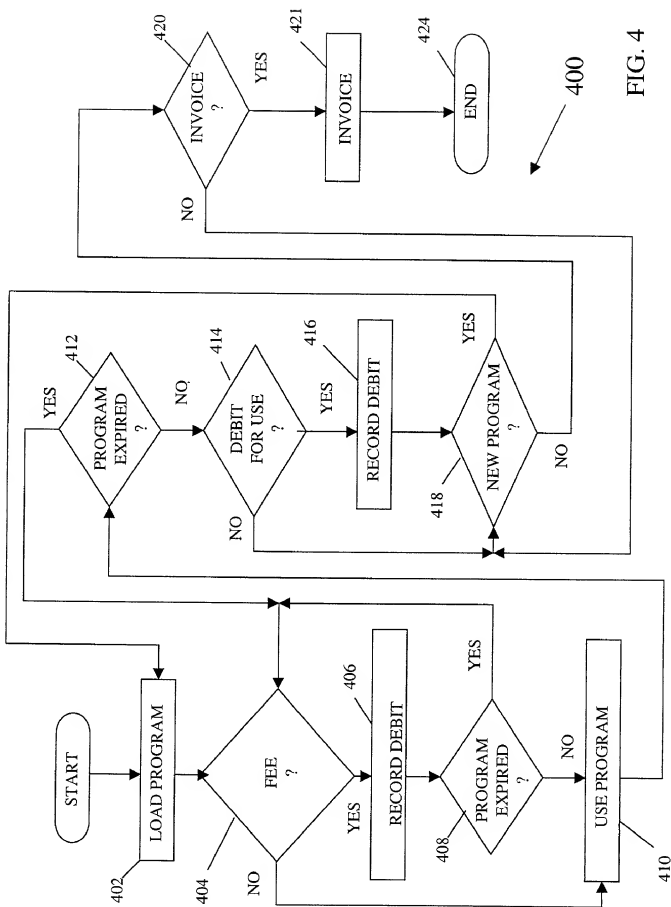 START
402
LOAD PROGRAM
404
FEE
?
NO
YES
406
RECORD DEBIT
408
PROGRAM
EXPIRED
?
YES
NO
410
USE PROGRAM
412
PROGRAM
EXPIRED
?
YES
NO
414
DEBIT
FOR USE
?
NO
YES
416
RECORD DEBIT
418
NEW PROGRAM
?
YES
NO
420
INVOICE
?
NO
YES
421
INVOICE
424
END
400
FIG. 4